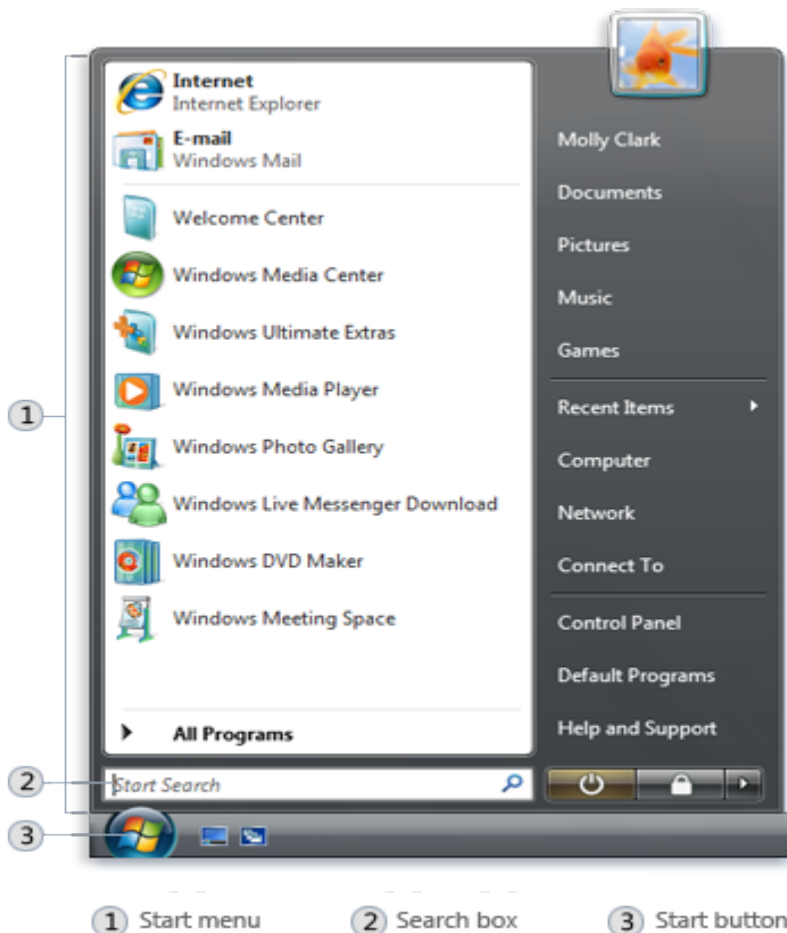 Internet
Internet Explorer
E-mail
Windows Mail
Welcome Center
Windows Media Center
Windows Ultimate Extras
Windows Media Player
Windows Photo Gallery
Windows Live Messenger Download
Windows DVD Maker
Windows Meeting Space
All Programs
Start Search
Molly Clark
Documents
Pictures
Music
Games
Recent Items
Computer
Network
Connect To
Control Panel
Default Programs
Help and Support
1
2
3
1 Start menu 2 Search box 3 Start button